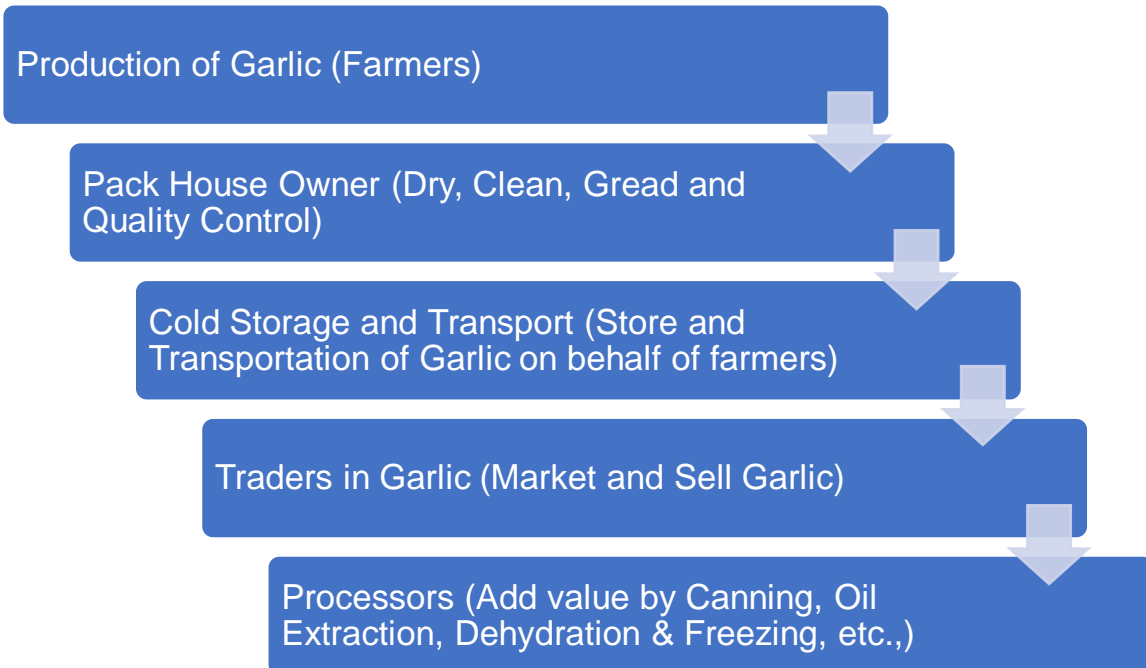 Production of Garlic (Farmers)
Pack House Owner (Dry, Clean, Gread and
Quality Control)
Cold Storage and Transport (Store and
Transportation of Garlic on behalf of farmers)
Traders in Garlic (Market and Sell Garlic)
Processors (Add value by Canning, Oil
Extraction, Dehydration & Freezing, etc.,)